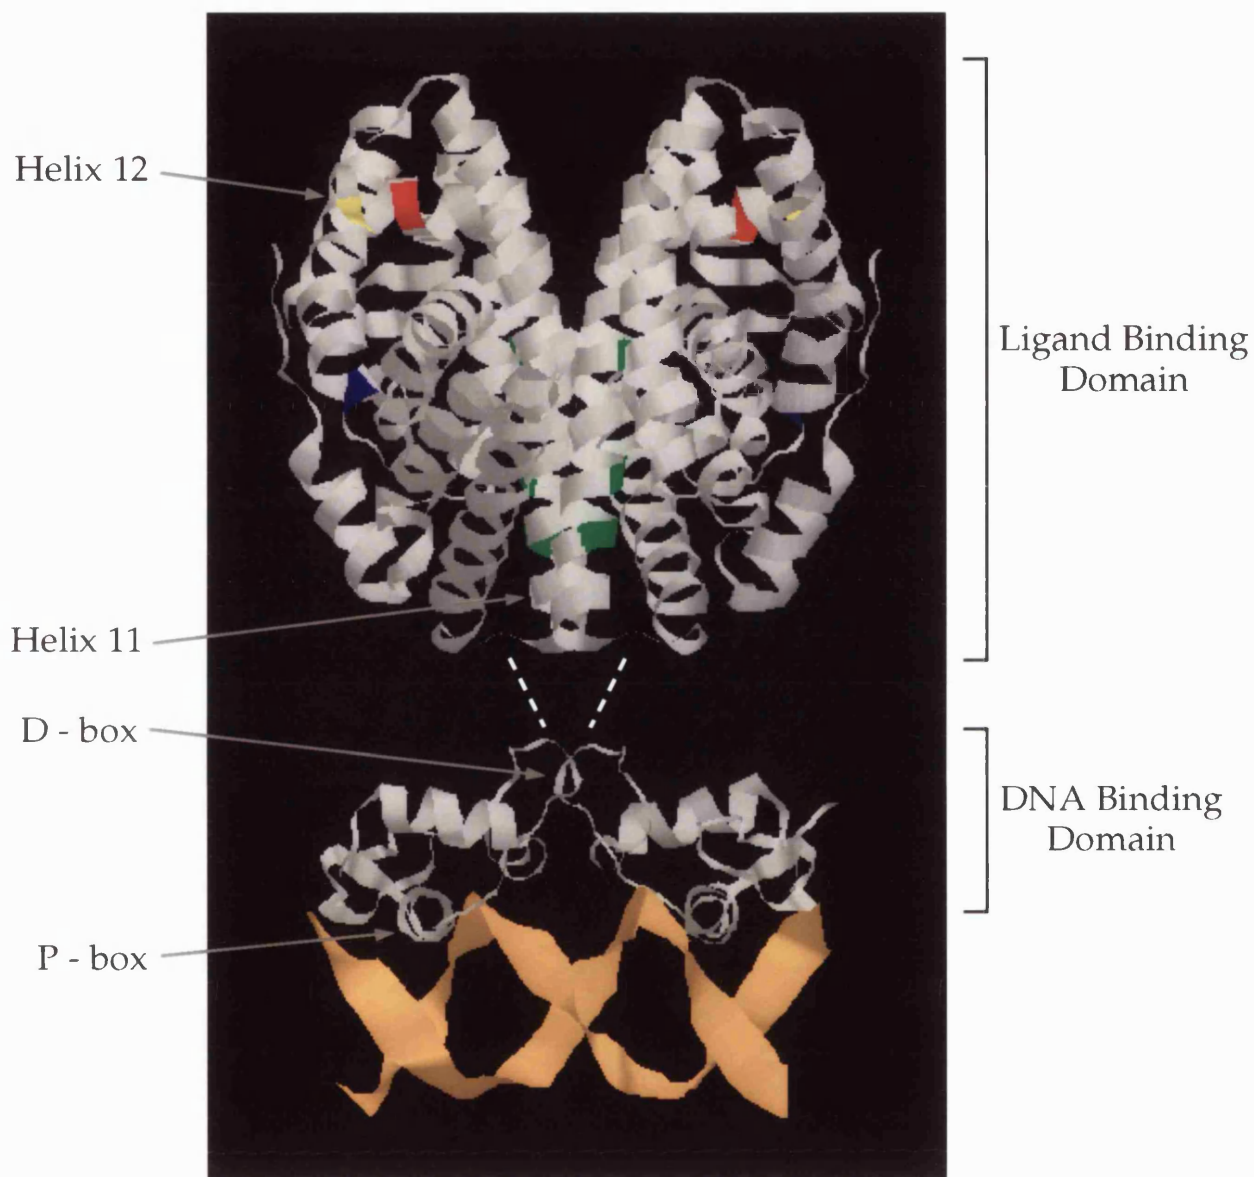 Helix 12
Ligand Binding
Domain
Helix 11
D - box
DNA Binding
Domain
P - box